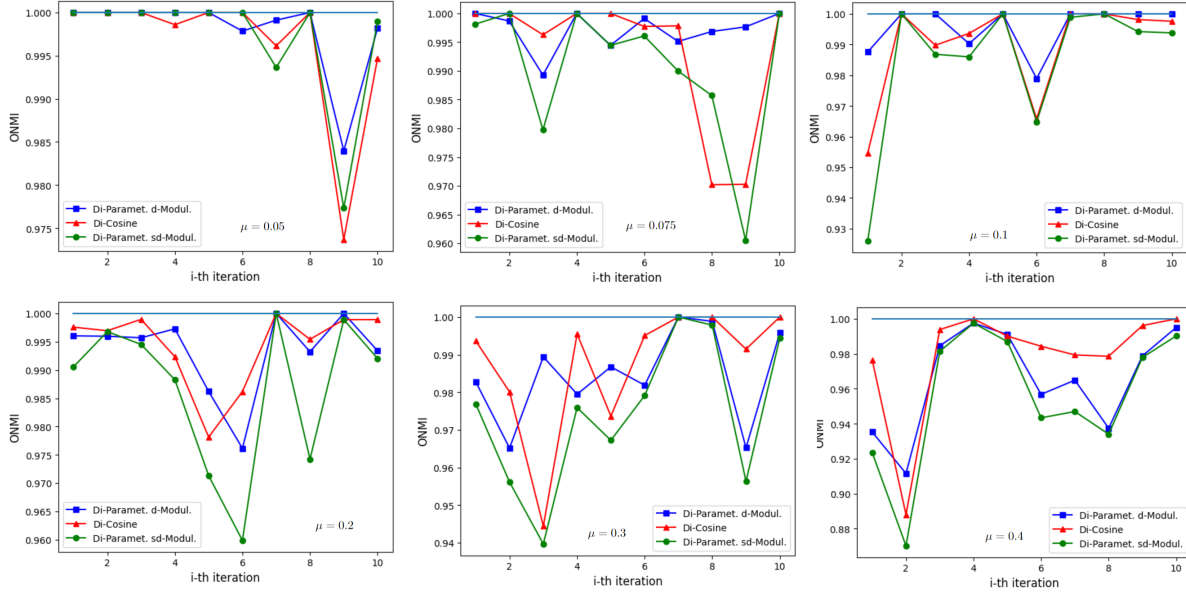 1.000
0.995
0.990
0.985
0.980
0.975
ONMI
Di-Paramet. d-Modul.
Di-Cosine
Di-Paramet. sd-Modul.
μ = 0.05
2 4 6 8 10
i-th iteration
1.000
0.995
0.990
0.985
0.980
0.975
0.970
0.965
0.960
ONMI
Di-Paramet. d-Modul.
Di-Cosine
Di-Paramet. sd-Modul.
μ = 0.075
2 4 6 8 10
i-th iteration
1.00
0.99
0.98
0.97
0.96
0.95
0.94
0.93
ONMI
Di-Paramet. d-Modul.
Di-Cosine
Di-Paramet. sd-Modul.
μ = 0.1
2 4 6 8 10
i-th iteration
1.000
0.995
0.990
0.985
0.980
0.975
0.970
0.965
0.960
ONMI
Di-Paramet. d-Modul.
Di-Cosine
Di-Paramet. sd-Modul.
μ = 0.2
2 4 6 8 10
i-th iteration
1.00
0.99
0.98
0.97
0.96
0.95
0.94
ONMI
Di-Paramet. d-Modul.
Di-Cosine
Di-Paramet. sd-Modul.
μ = 0.3
2 4 6 8 10
i-th iteration
1.00
0.98
0.96
0.94
0.92
0.90
0.88
ONMI
Di-Paramet. d-Modul.
Di-Cosine
Di-Paramet. sd-Modul.
μ = 0.4
2 4 6 8 10
i-th iteration